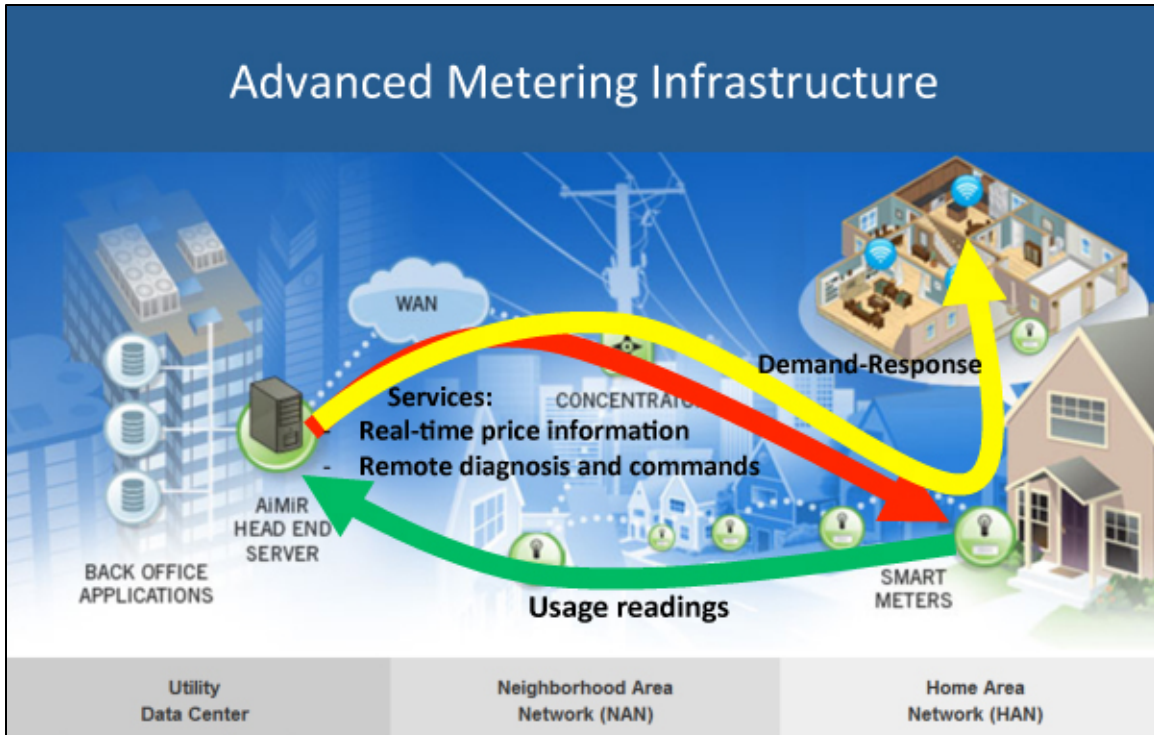 Advanced Metering Infrastructure
WAN
Demand-Response
Services:
CONCENTRATO
- Real-time price information
- Remote diagnosis and commands
AiMiR
HEAD END
SERVER
BACK OFFICE
APPLICATIONS
SMART
METERS
Usage readings
Utility
Data Center
Neighborhood Area
Network (NAN)
Home Area
Network (HAN)